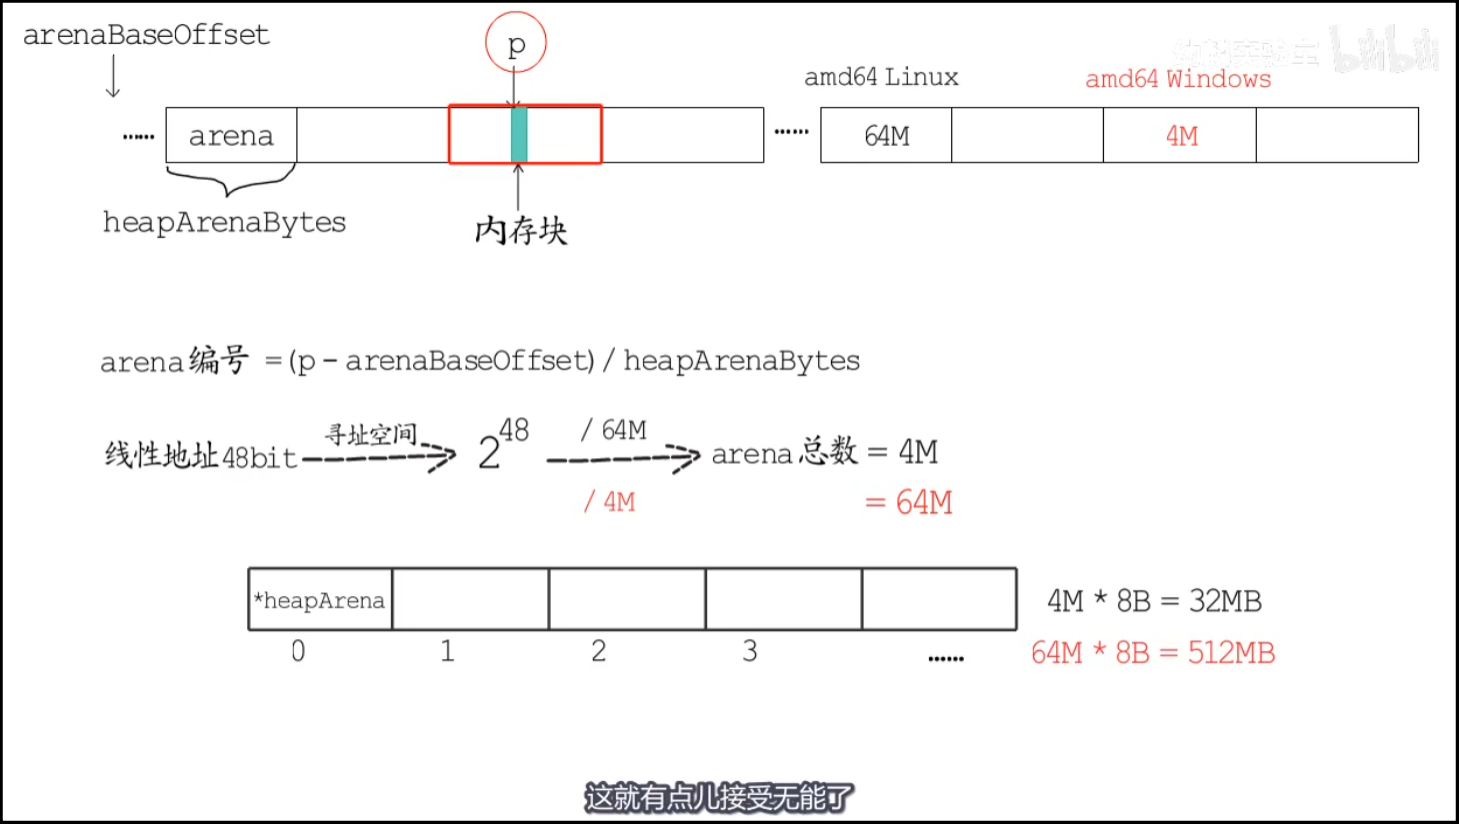 arenaBaseOffset
p
bilibili
amd64 Linux
amd64 Windows
……
arena
……
64M
4M
heapArenaBytes
内存块
arena编号 =(p-arenaBaseOffset)/heapArenaBytes
线性地址48bit 寻址空间 2^48 / 64M arena总数 = 4M
/ 4M = 64M
*heapArena
4M * 8B = 32MB
0 1 2 3 ……
64M * 8B = 512MB
这就有点儿接受无能了